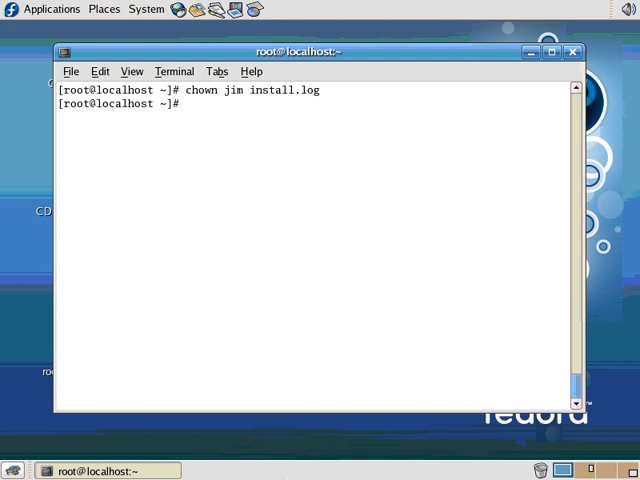 Applications Places System
root@localhost:~
File Edit View Terminal Tabs Help
[root@localhost ~]# chown jim install.log
[root@localhost ~]#
CD
fedora
root@localhost:~